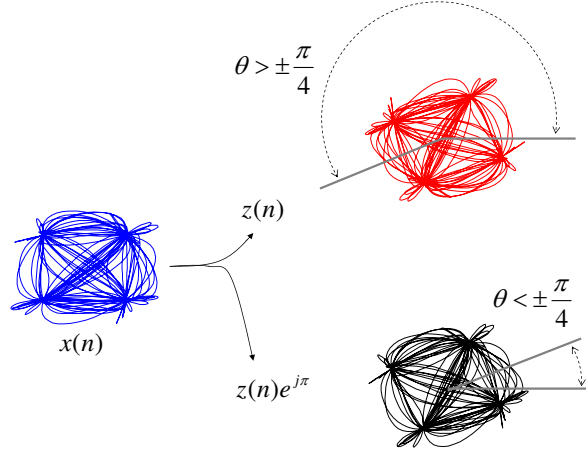 θ > ± π/4
z(n)
x(n)
θ < ± π/4
z(n)e^{jπ}